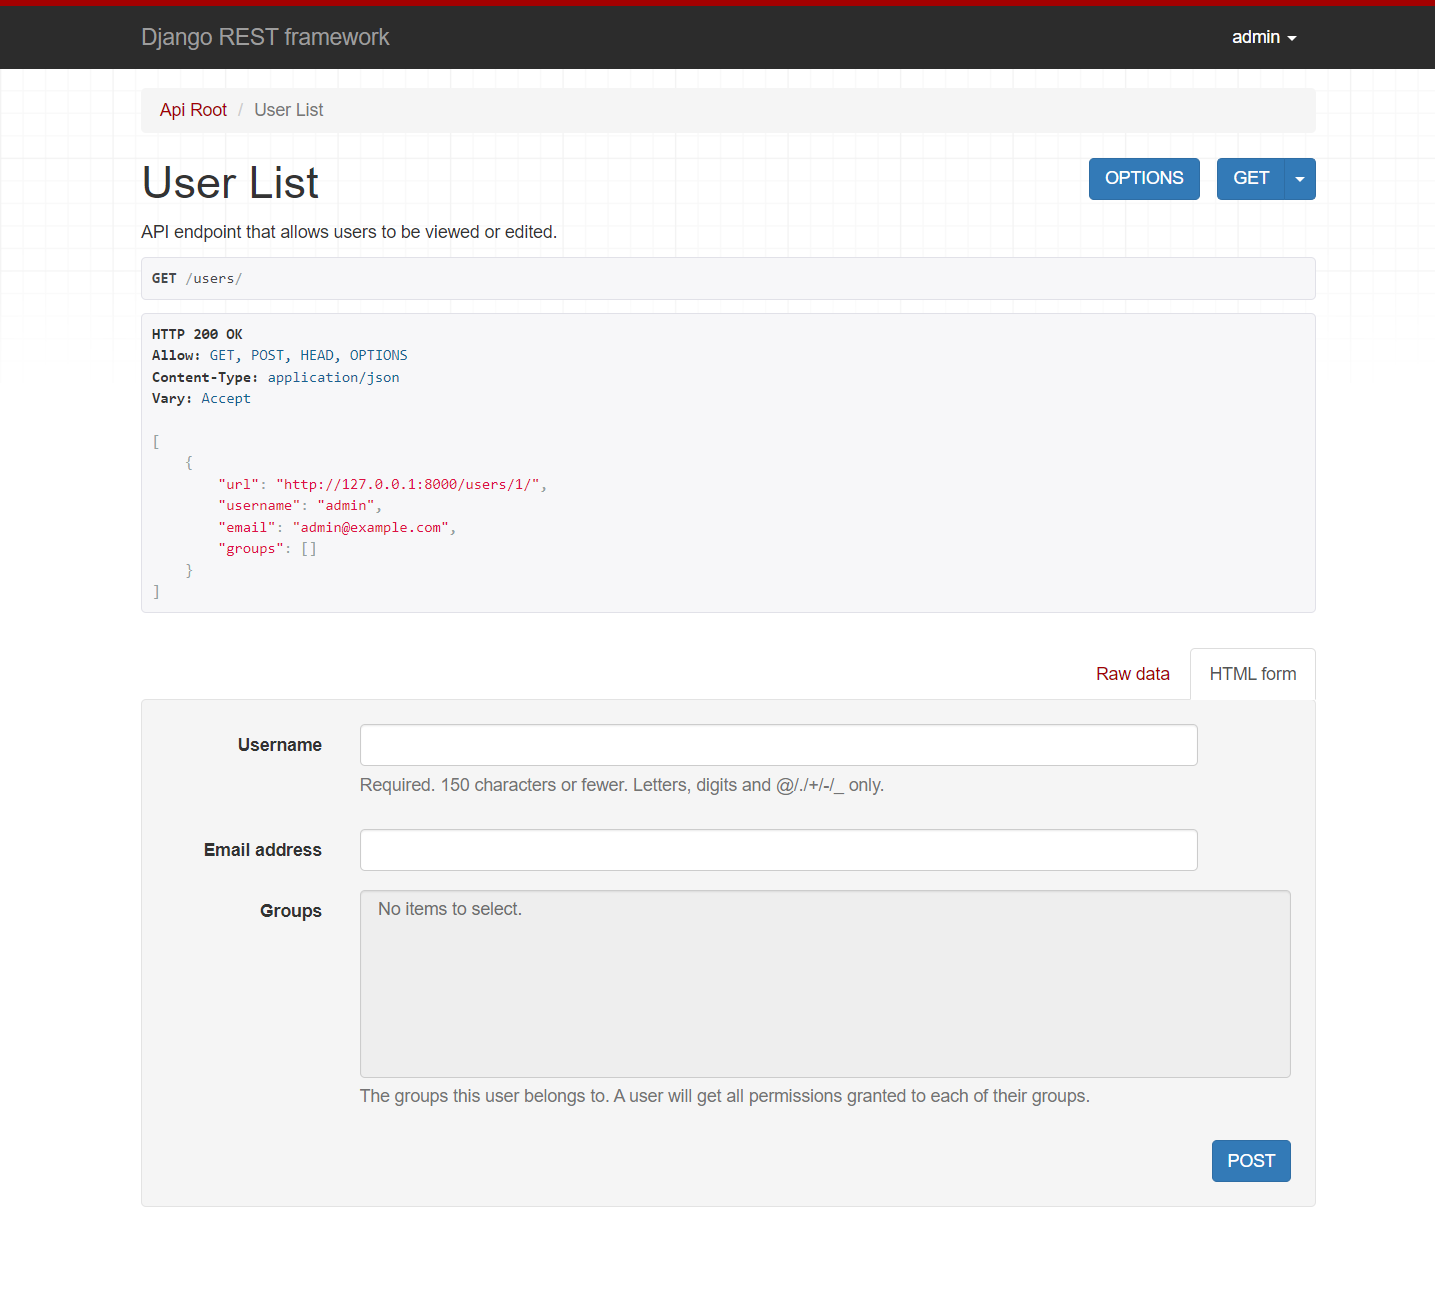 Django REST framework
admin
Api Root / User List
User List
OPTIONS
GET
API endpoint that allows users to be viewed or edited.
GET /users/
HTTP 200 OK
Allow: GET, POST, HEAD, OPTIONS
Content-Type: application/json
Vary: Accept
[
    {
        "url": "http://127.0.0.1:8000/users/1/",
        "username": "admin",
        "email": "admin@example.com",
        "groups": []
    }
]
Raw data
HTML form
Username
Required. 150 characters or fewer. Letters, digits and @/./+/-/_ only.
Email address
Groups
No items to select.
The groups this user belongs to. A user will get all permissions granted to each of their groups.
POST